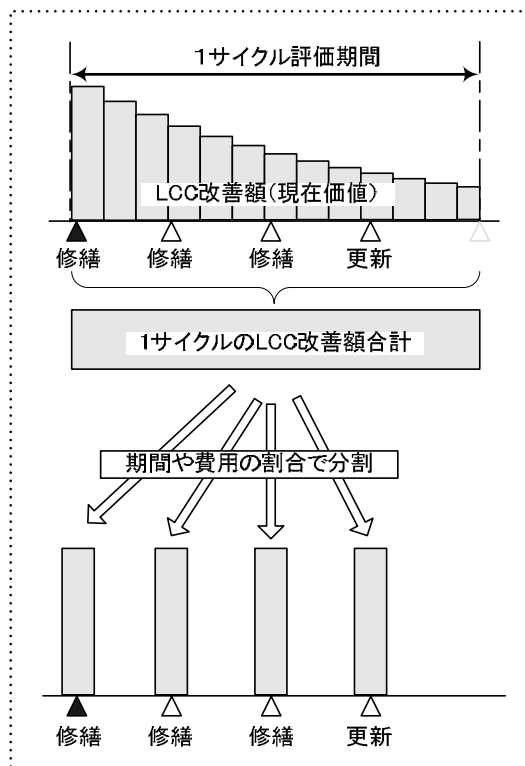 1サイクル評価期間
LCC改善額(現在価値)
修繕 修繕 修繕 更新
1サイクルのLCC改善額合計
期間や費用の割合で分割
修繕 修繕 修繕 更新